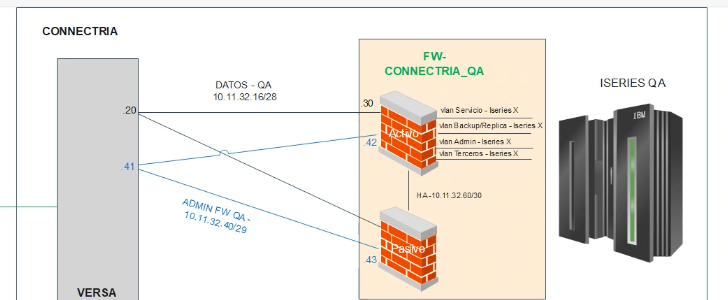 CONNECTRIA
FW-
CONNECTRIA_QA
ISERIES QA
DATOS - QA
10.11.32.16/28
.20
.30
vlan Servicio - Iseries X
vlan Backup/Replica - Iseries X
Activo
.42
vlan Admin - Iseries X
vlan Terceros - Iseries X
IBM
.41
HA -10.11.32.60/30
ADMIN FW QA -
10.11.32.40/29
Pasivo
.43
VERSA